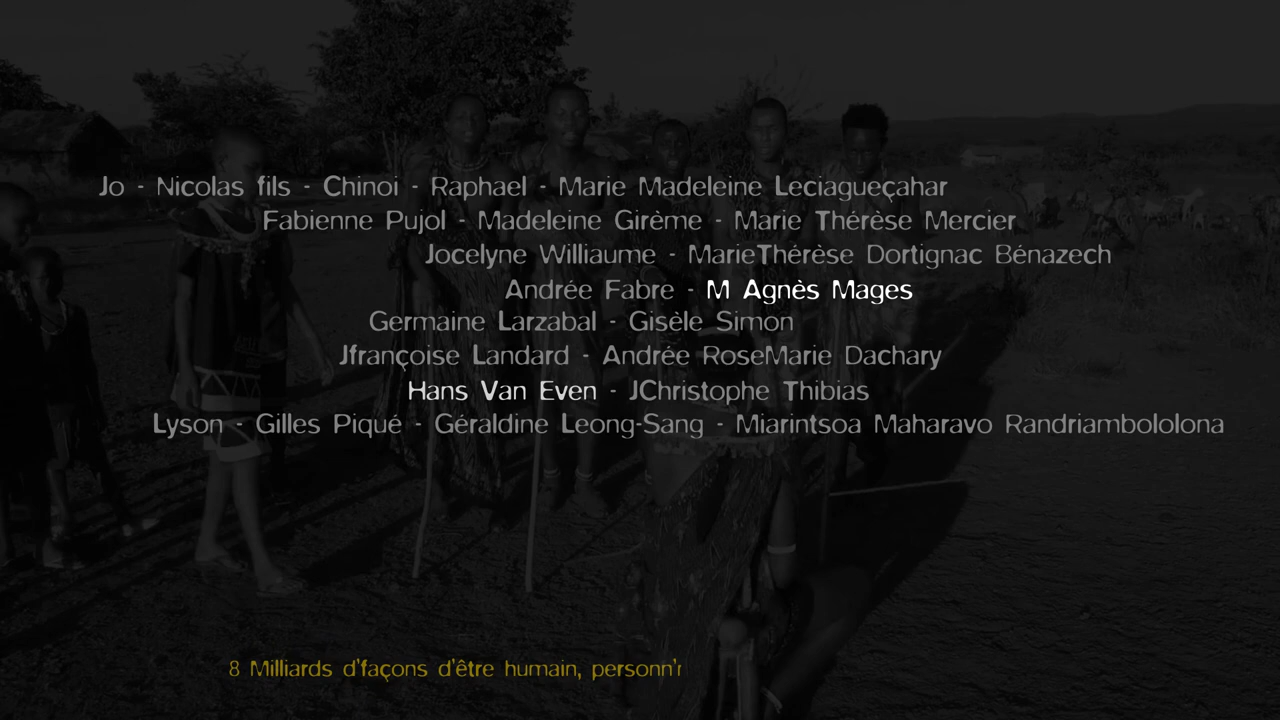 Jo - Nicolas fils - Chinoi - Raphael - Marie Madeleine Leciagueçahar
Fabienne Pujol - Madeleine Girème - Marie Thérèse Mercier
Jocelyne Williaume - MarieThérèse Dortignac Bénazech
Andrée Fabre - M Agnès Mages
Germaine Larzabal - Gisèle Simon
Jfrançoise Landard - Andrée RoseMarie Dachary
Hans Van Even - JChristophe Thibias
Lyson - Gilles Piqué - Géraldine Leong-Sang - Miarintsoa Maharavo Randriambololona
8 Milliards d'façons d'être humain, personn'